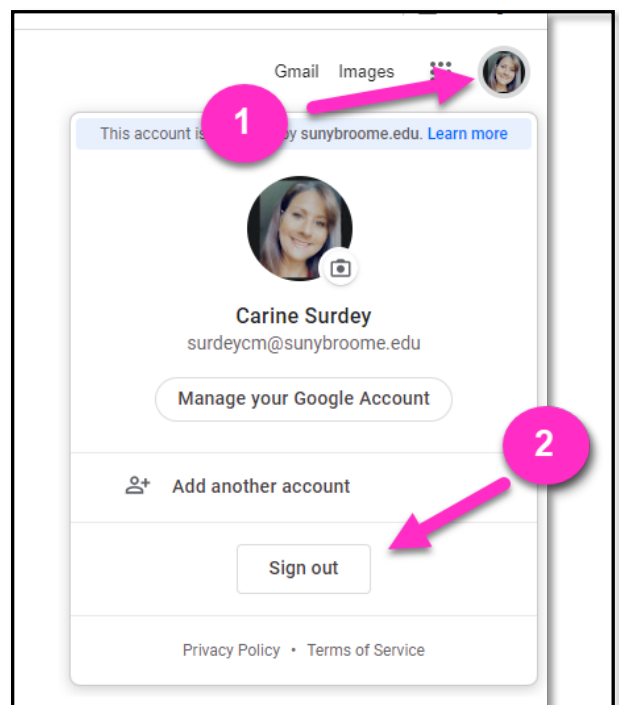 Gmail Images
1
This account is by sunybroome.edu. Learn more
Carine Surdey
surdeycm@sunybroome.edu
Manage your Google Account
2
Add another account
Sign out
Privacy Policy • Terms of Service